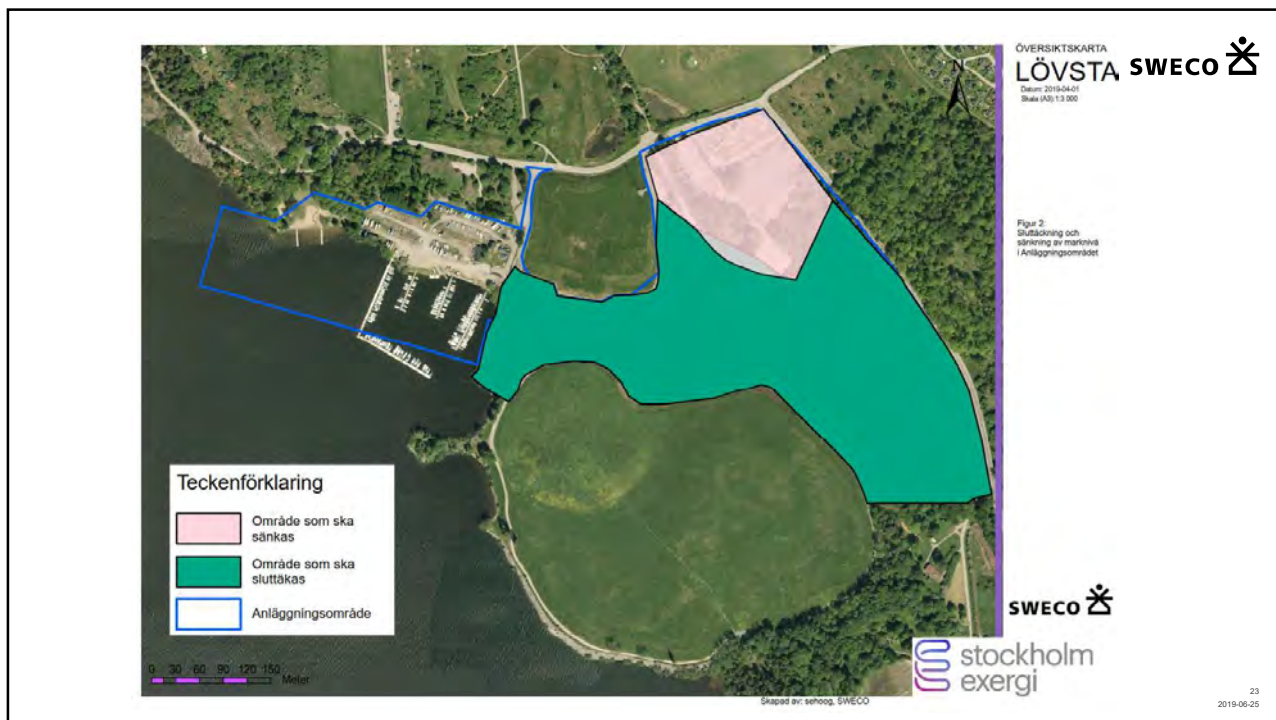 ÖVERSIKTSKARTA
LÖVSTA
Datum: 2019-04-01
Skala (A3) 1:3 000
SWECO
N
Figur 2:
Sluttäckning och
sänkning av marknivå
i Anläggningsområdet
Teckenförklaring
Område som ska
sänkas
Område som ska
sluttäkas
Anläggningsområde
0 30 60 90 120 150
Meter
SWECO
stockholm
exergi
Skapad av: sehoog, SWECO
23
2019-06-25